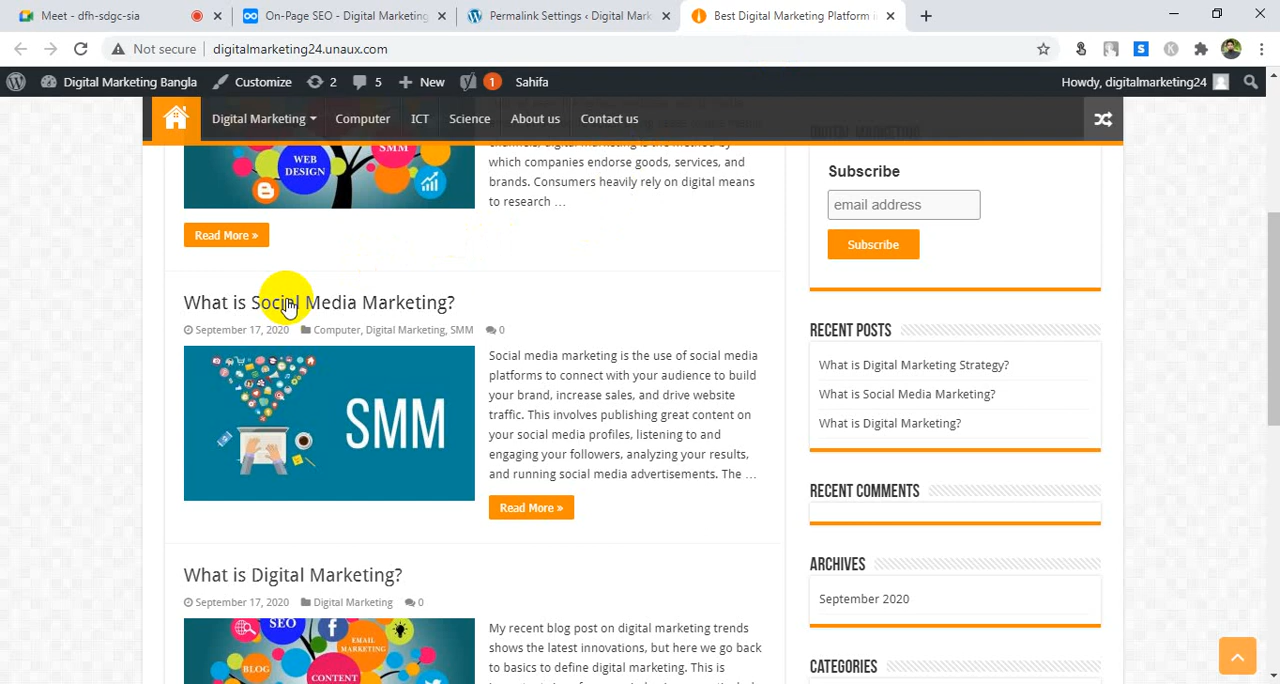 Meet - dfh-sdgc-sia
On-Page SEO - Digital Marketing
Permalink Settings ‹ Digital Mark
Best Digital Marketing Platform i
Not secure
digitalmarketing24.unaux.com
Digital Marketing Bangla
Customize
2
5
New
1
Sahifa
Howdy, digitalmarketing24
Digital Marketing
Computer
ICT
Science
About us
Contact us
WEB DESIGN
SMM
channels, digital marketing is the method by
which companies endorse goods, services, and
brands. Consumers heavily rely on digital means
to research …
Read More »
What is Social Media Marketing?
September 17, 2020
Computer, Digital Marketing, SMM
0
SMM
Social media marketing is the use of social media
platforms to connect with your audience to build
your brand, increase sales, and drive website
traffic. This involves publishing great content on
your social media profiles, listening to and
engaging your followers, analyzing your results,
and running social media advertisements. The …
Read More »
What is Digital Marketing?
September 17, 2020
Digital Marketing
0
SEO
EMAIL MARKETING
BLOG
CONTENT
My recent blog post on digital marketing trends
shows the latest innovations, but here we go back
to basics to define digital marketing. This is
DIGITAL MARKETING
Subscribe
email address
Subscribe
RECENT POSTS
What is Digital Marketing Strategy?
What is Social Media Marketing?
What is Digital Marketing?
RECENT COMMENTS
ARCHIVES
September 2020
CATEGORIES